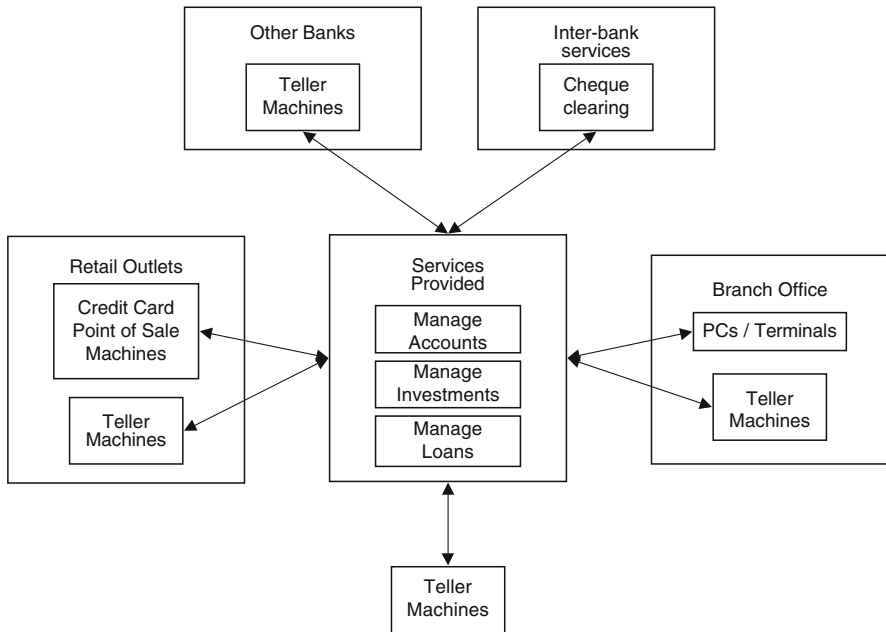 Other Banks
Teller
Machines
Inter-bank
services
Cheque
clearing
Retail Outlets
Credit Card
Point of Sale
Machines
Teller
Machines
Services
Provided
Manage
Accounts
Manage
Investments
Manage
Loans
Branch Office
PCs / Terminals
Teller
Machines
Teller
Machines